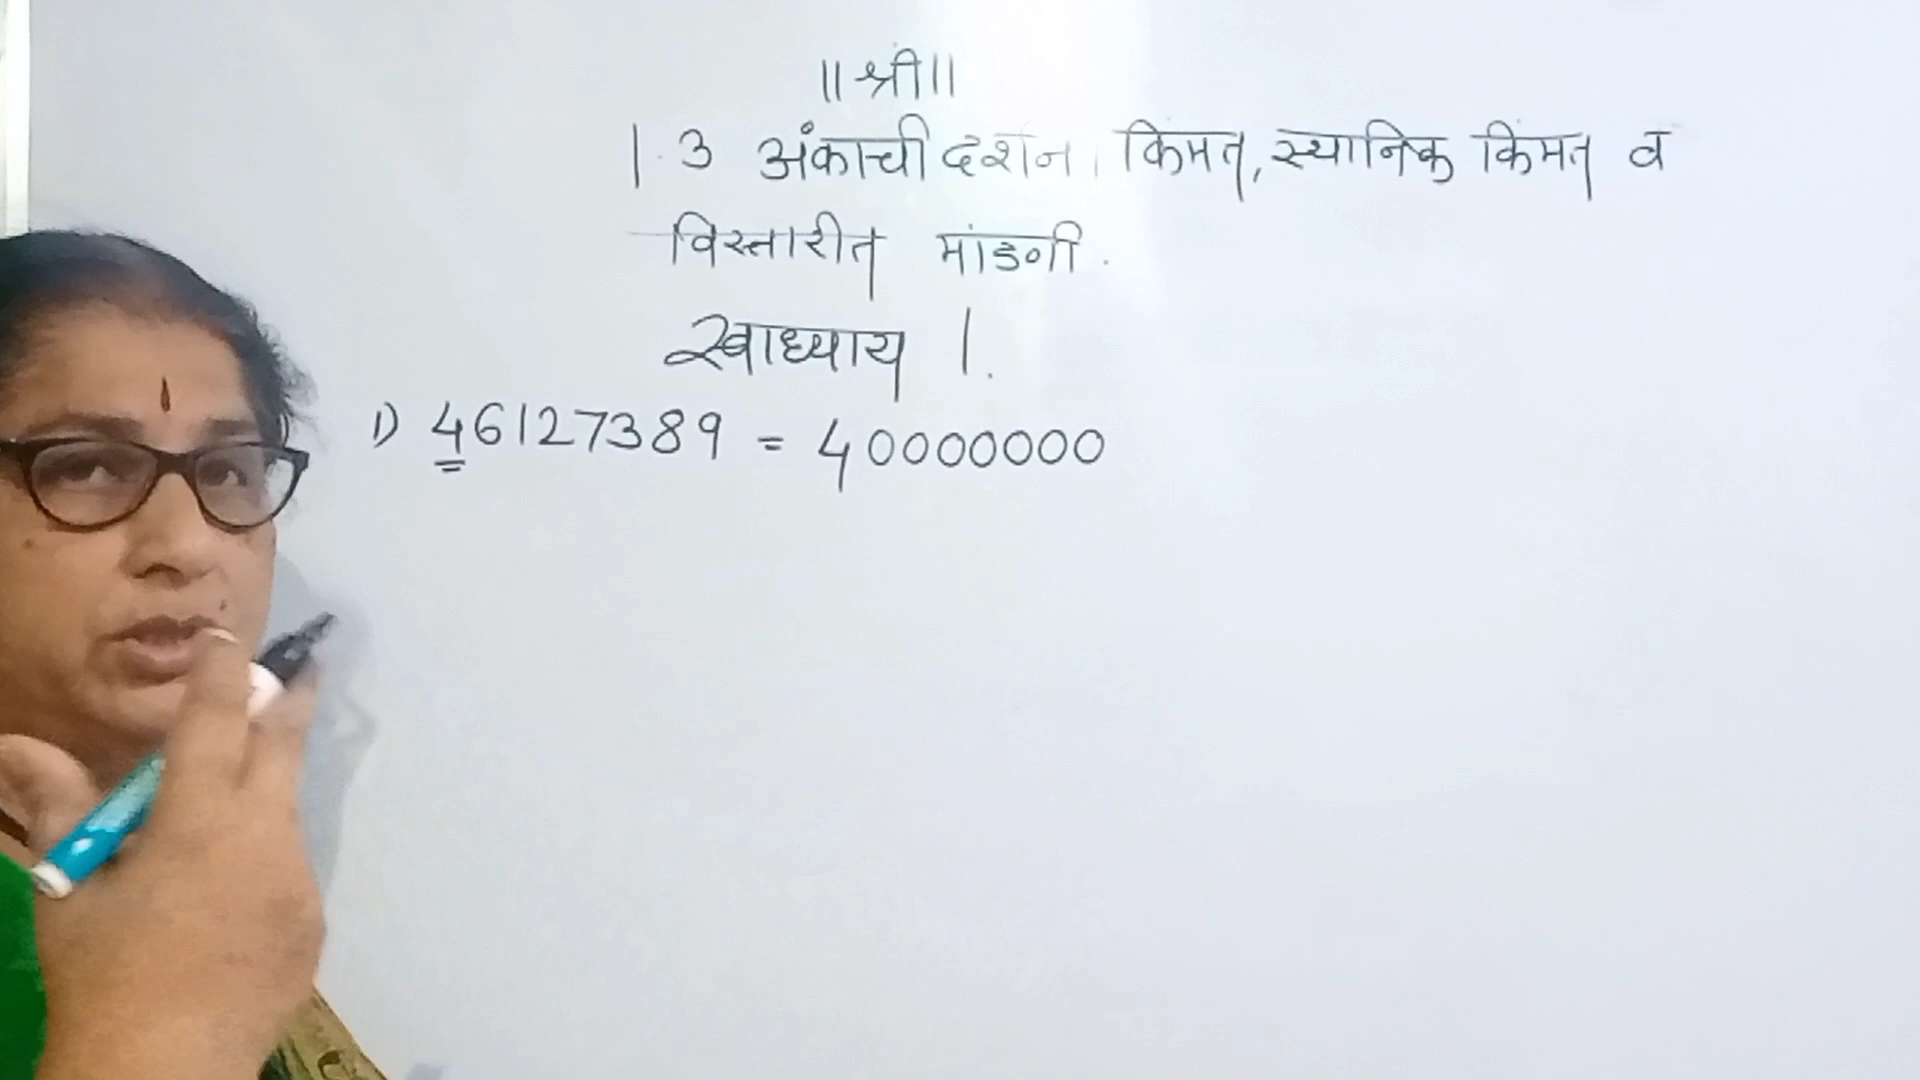 ॥ श्री ॥
1.3 अंकाची दर्शन किंमत, स्थानिक किंमत व
विस्तारीत मांडणी.
स्वाध्याय 1.
1) 46127389 = 40000000